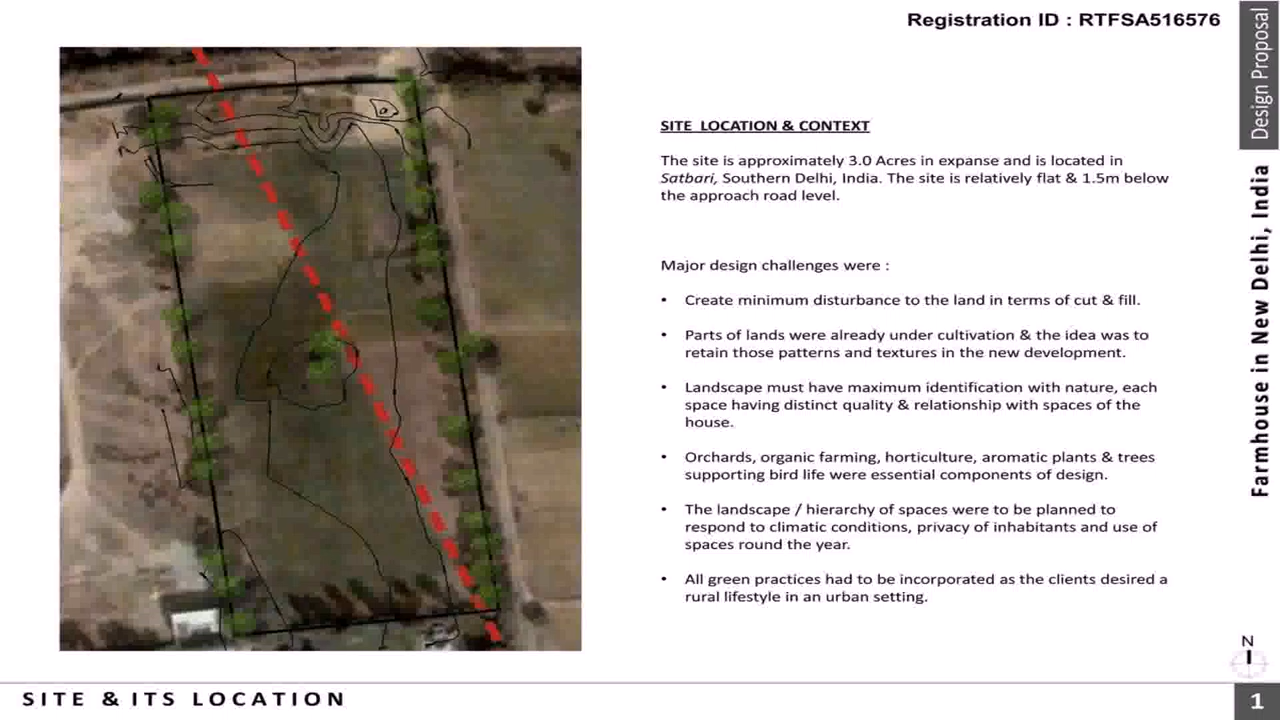 Registration ID : RTFSA516576
Design Proposal
Farmhouse in New Delhi, India
SITE LOCATION & CONTEXT
The site is approximately 3.0 Acres in expanse and is located in
Satbari, Southern Delhi, India. The site is relatively flat & 1.5m below
the approach road level.
Major design challenges were :
• Create minimum disturbance to the land in terms of cut & fill.
• Parts of lands were already under cultivation & the idea was to
retain those patterns and textures in the new development.
• Landscape must have maximum identification with nature, each
space having distinct quality & relationship with spaces of the
house.
• Orchards, organic farming, horticulture, aromatic plants & trees
supporting bird life were essential components of design.
• The landscape / hierarchy of spaces were to be planned to
respond to climatic conditions, privacy of inhabitants and use of
spaces round the year.
• All green practices had to be incorporated as the clients desired a
rural lifestyle in an urban setting.
N
SITE & ITS LOCATION
1